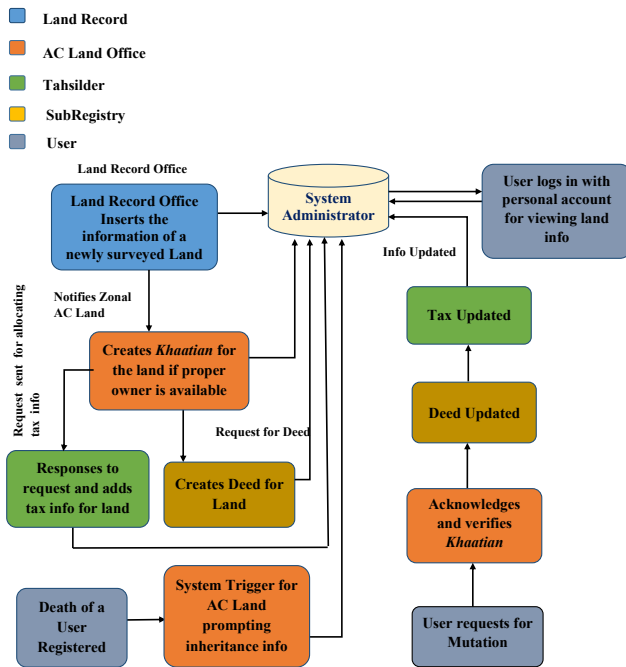 Land Record
AC Land Office
Tahsilder
SubRegistry
User
Land Record Office
Land Record Office
Inserts the
information of a
newly surveyed Land
System
Administrator
User logs in with
personal account
for viewing land
info
Info Updated
Notifies Zonal
AC Land
Tax Updated
Creates Khaatian for
the land if proper
owner is available
Request sent for allocating
tax info
Request for Deed
Deed Updated
Responses to
request and adds
tax info for land
Creates Deed for
Land
Acknowledges
and verifies
Khaatian
Death of a
User
Registered
System Trigger for
AC Land
prompting
inheritance info
User requests for
Mutation